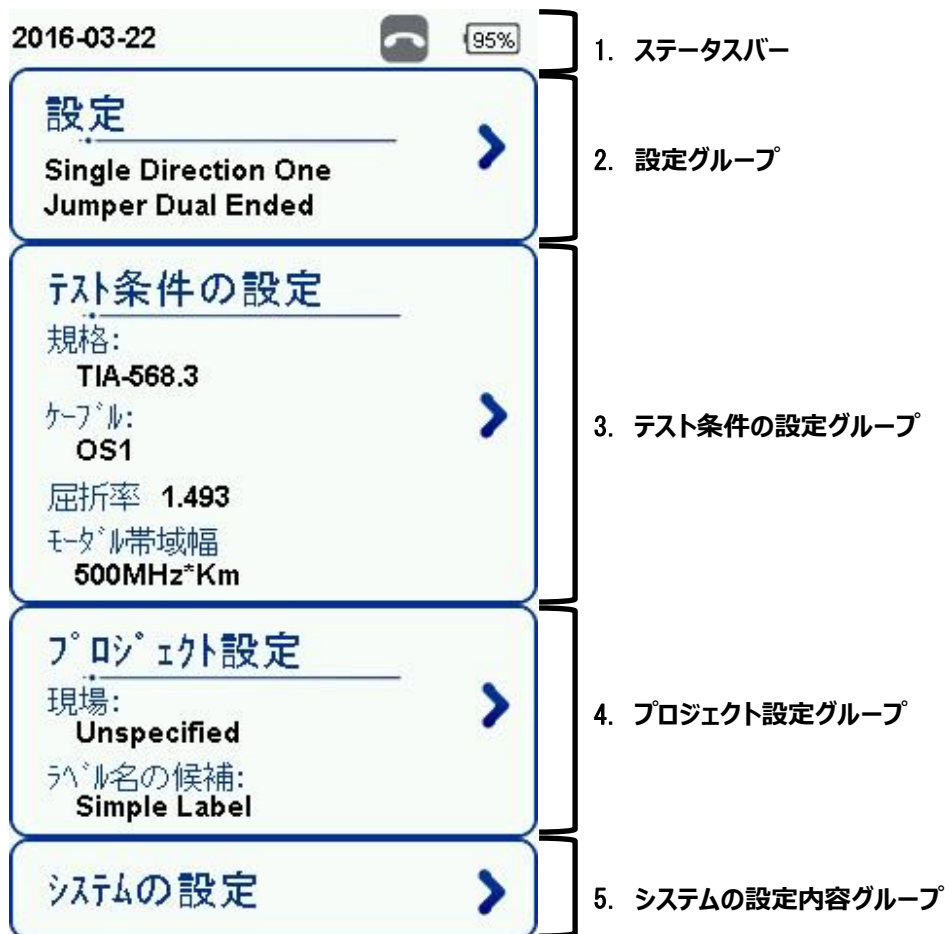 2016-03-22
95%
1. ステータスバー
設定
Single Direction One
Jumper Dual Ended
2. 設定グループ
ﾃｽﾄ条件の設定
規格:
TIA-568.3
ｹｰﾌﾞﾙ:
OS1
屈折率 1.493
ﾓｰﾀﾞﾙ帯域幅
500MHz*Km
3. テスト条件の設定グループ
ﾌﾟﾛｼﾞｪｸﾄ設定
現場:
Unspecified
ﾗﾍﾞﾙ名の候補:
Simple Label
4. プロジェクト設定グループ
ｼｽﾃﾑの設定
5. システムの設定内容グループ